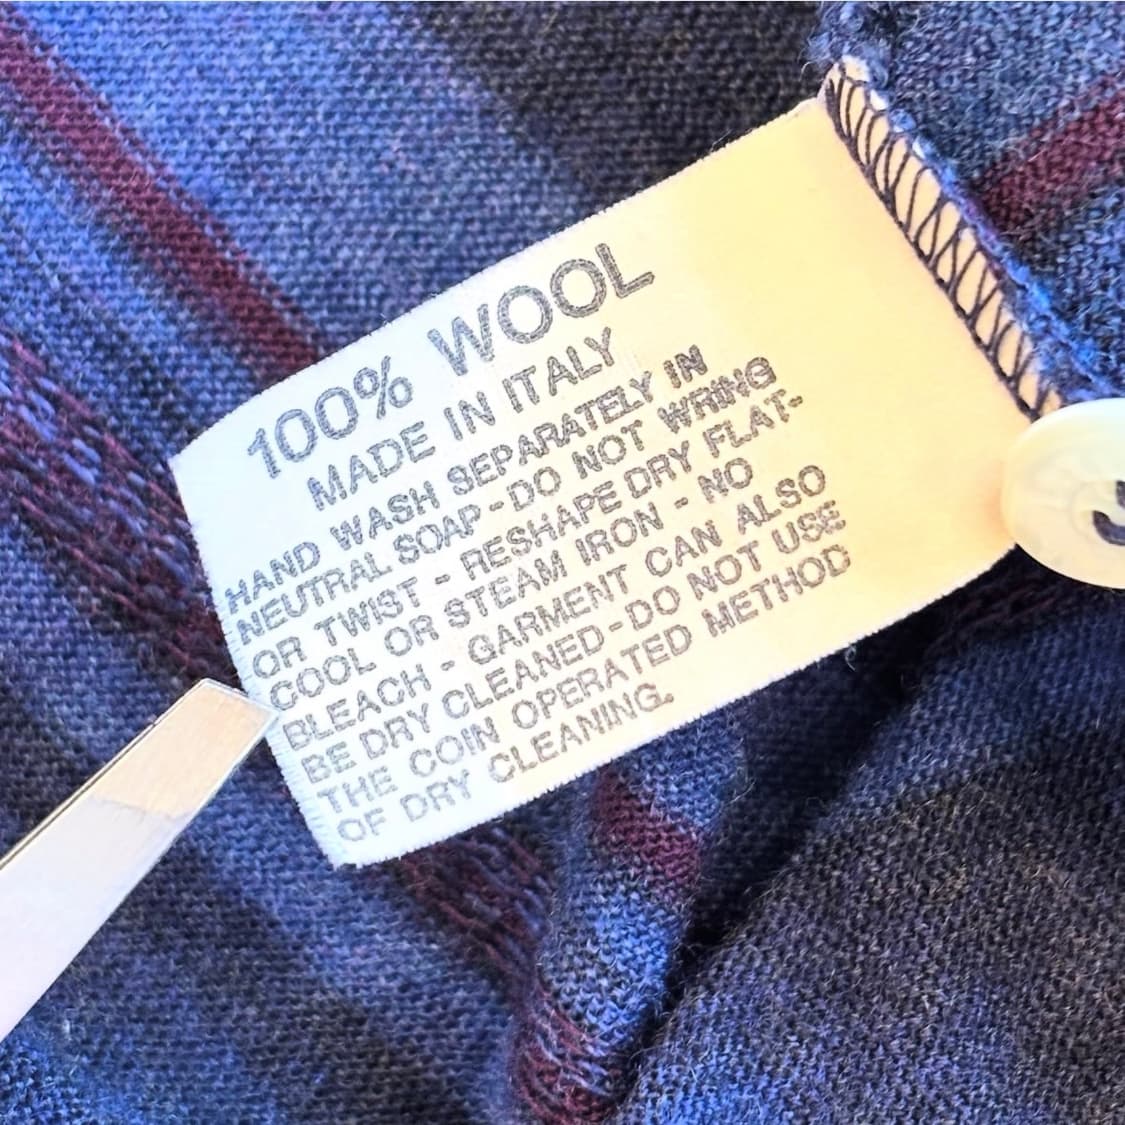 100% WOOL
MADE IN ITALY
HAND WASH SEPARATELY IN
NEUTRAL SOAP - DO NOT WRING
OR TWIST - RESHAPE DRY FLAT-
COOL OR STEAM IRON - NO
BLEACH - GARMENT CAN ALSO
BE DRY CLEANED - DO NOT USE
THE COIN OPERATED METHOD
OF DRY CLEANING.